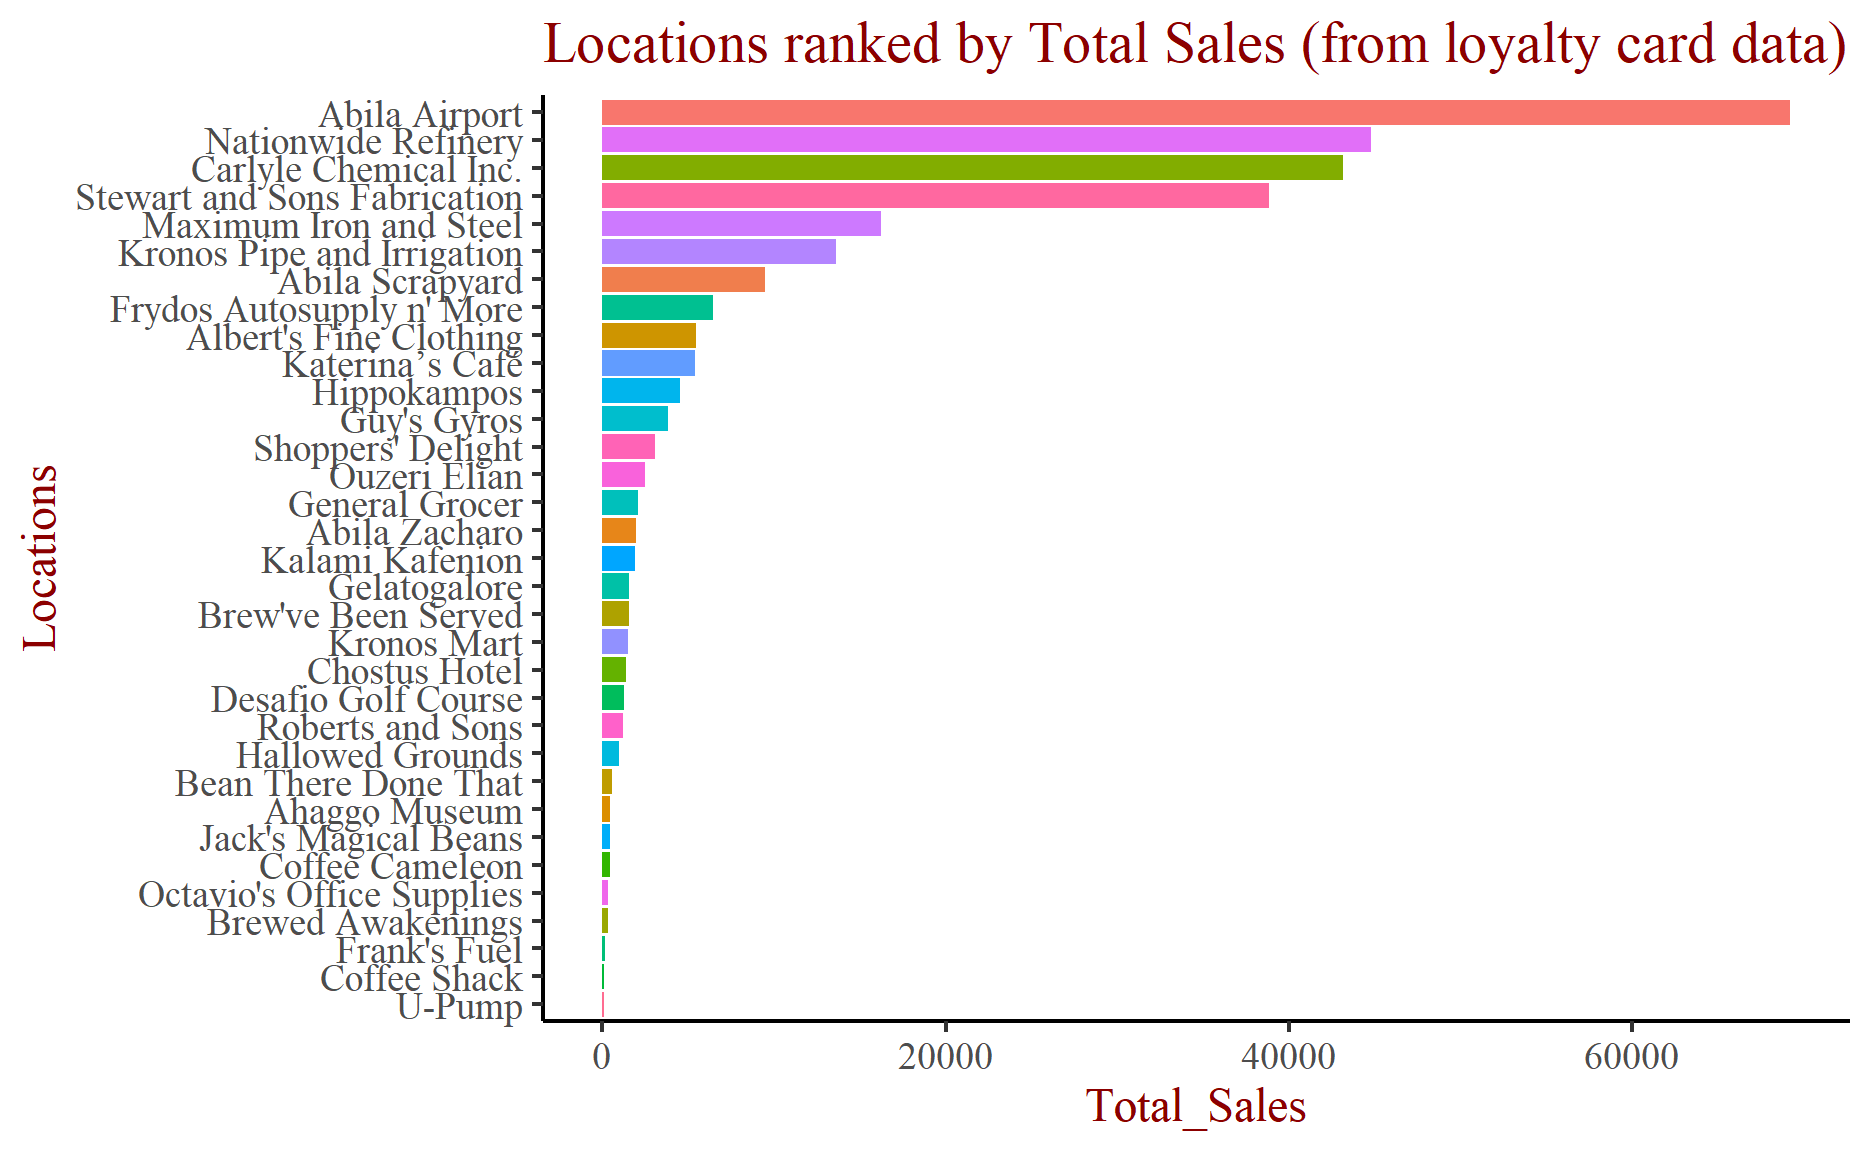 Locations ranked by Total Sales (from loyalty card data)
Abila Airport
Nationwide Refinery
Carlyle Chemical Inc.
Stewart and Sons Fabrication
Maximum Iron and Steel
Kronos Pipe and Irrigation
Abila Scrapyard
Frydos Autosupply n' More
Albert's Fine Clothing
Katerina’s Café
Hippokampos
Guy's Gyros
Shoppers' Delight
Ouzeri Elian
General Grocer
Abila Zacharo
Kalami Kafenion
Gelatogalore
Brew've Been Served
Kronos Mart
Chostus Hotel
Desafio Golf Course
Roberts and Sons
Hallowed Grounds
Bean There Done That
Ahaggo Museum
Jack's Magical Beans
Coffee Cameleon
Octavio's Office Supplies
Brewed Awakenings
Frank's Fuel
Coffee Shack
U-Pump
Locations
0 20000 40000 60000
Total_Sales